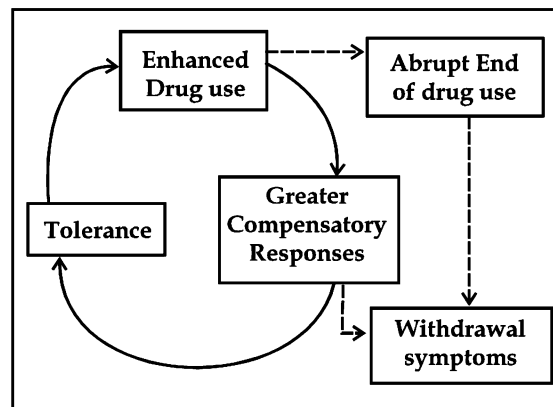 Enhanced
Drug use
Abrupt End
of drug use
Greater
Compensatory
Responses
Tolerance
Withdrawal
symptoms